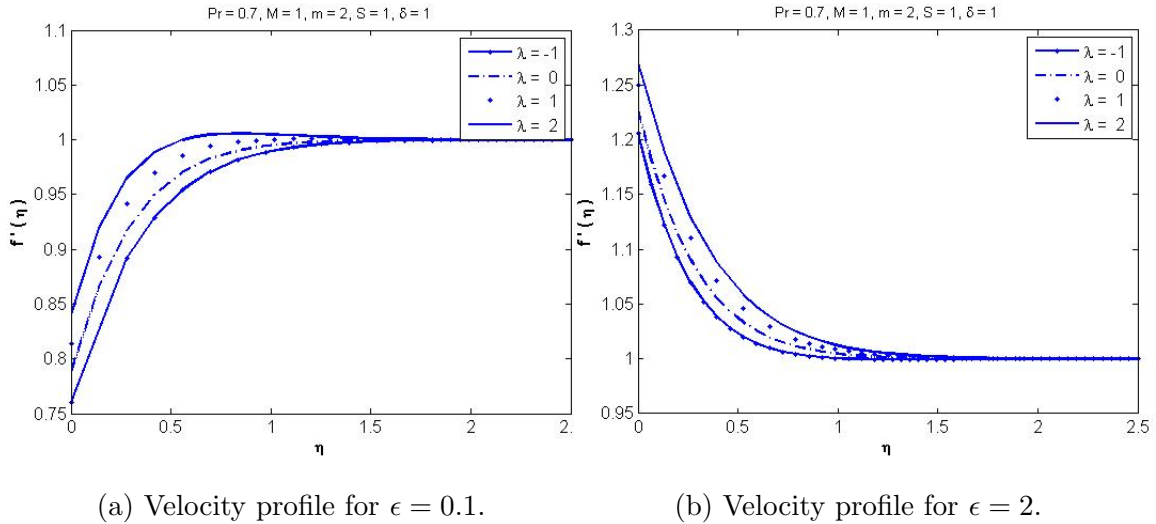 Pr = 0.7, M = 1, m = 2, S = 1, δ = 1
1.1
1.05
1
0.95
0.9
0.85
0.8
0.75
f ' ( η )
λ = -1
λ = 0
λ = 1
λ = 2
0
0.5
1
1.5
2
2.
η
(a) Velocity profile for ϵ = 0.1.
Pr = 0.7, M = 1, m = 2, S = 1, δ = 1
1.3
1.25
1.2
1.15
1.1
1.05
1
0.95
f ' ( η )
λ = -1
λ = 0
λ = 1
λ = 2
0
0.5
1
1.5
2
2.5
η
(b) Velocity profile for ϵ = 2.